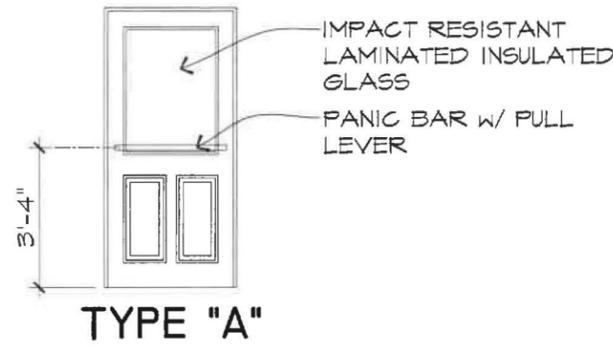 IMPACT RESISTANT
LAMINATED INSULATED
GLASS
PANIC BAR w/ PULL
LEVER
3'-4"
TYPE "A"